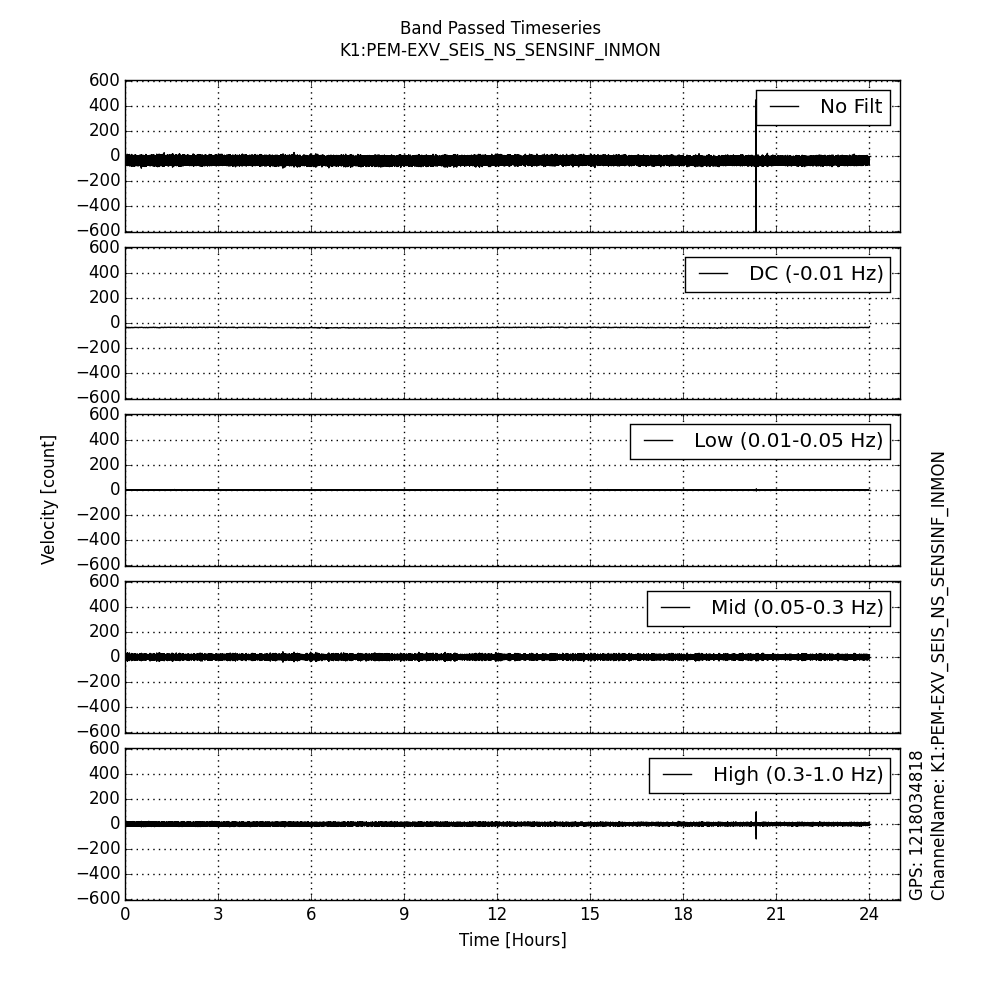 Band Passed Timeseries
K1:PEM-EXV_SEIS_NS_SENSINF_INMON
600
400
200
0
−200
−400
−600
No Filt
600
400
200
0
−200
−400
−600
DC (-0.01 Hz)
600
400
200
0
−200
−400
−600
Low (0.01-0.05 Hz)
Velocity [count]
600
400
200
0
−200
−400
−600
Mid (0.05-0.3 Hz)
600
400
200
0
−200
−400
−600
High (0.3-1.0 Hz)
0 3 6 9 12 15 18 21 24
Time [Hours]
GPS: 1218034818
ChannelName: K1:PEM-EXV_SEIS_NS_SENSINF_INMON